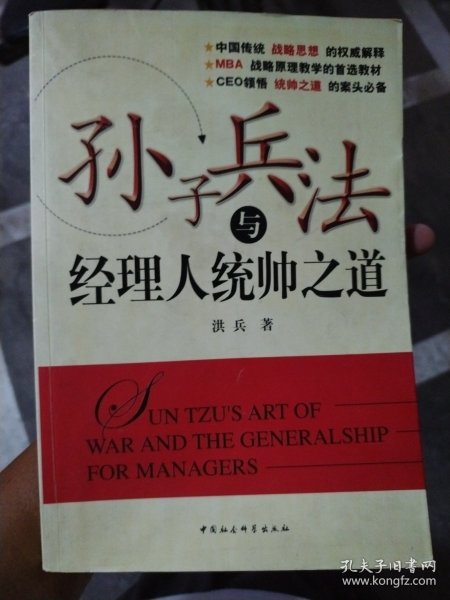 ★中国传统 战略思想 的权威解释
★MBA 战略原理教学的首选教材
★CEO领悟 统帅之道 的案头必备
孙子兵法
与
经理人统帅之道
洪兵 著
SUN TZU'S ART OF
WAR AND THE GENERALSHIP
FOR MANAGERS
中国社会科学出版社
孔夫子旧书网
www.kongfz.com